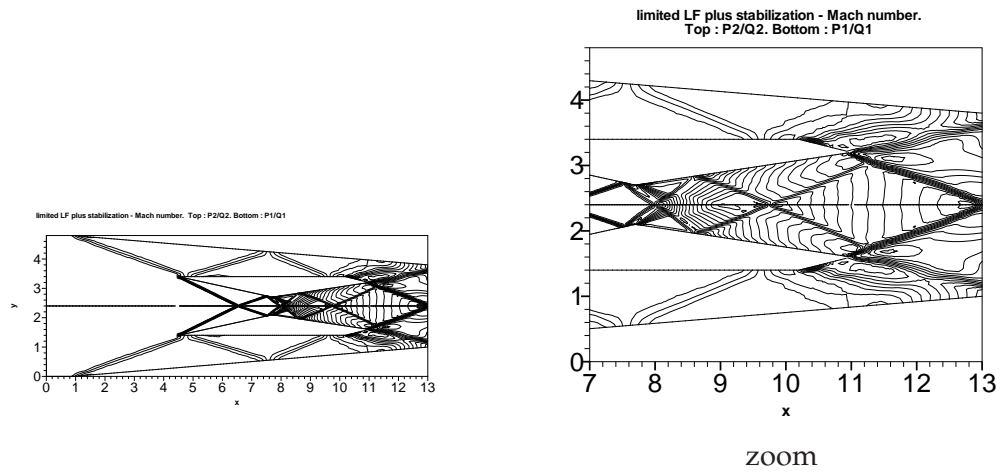 limited LF plus stabilization - Mach number. Top : P2/Q2. Bottom : P1/Q1
4
3
2
1
0
y
0 1 2 3 4 5 6 7 8 9 10 11 12 13
x
limited LF plus stabilization - Mach number.
Top : P2/Q2. Bottom : P1/Q1
4
3
2
1
0
7 8 9 10 11 12 13
x
zoom